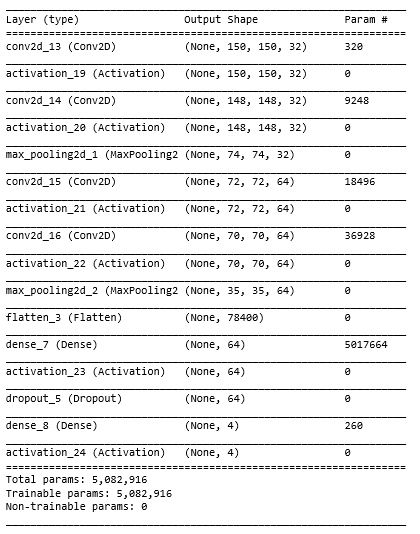 Layer (type) Output Shape Param #
conv2d_13 (Conv2D) (None, 150, 150, 32) 320
activation_19 (Activation) (None, 150, 150, 32) 0
conv2d_14 (Conv2D) (None, 148, 148, 32) 9248
activation_20 (Activation) (None, 148, 148, 32) 0
max_pooling2d_1 (MaxPooling2 (None, 74, 74, 32) 0
conv2d_15 (Conv2D) (None, 72, 72, 64) 18496
activation_21 (Activation) (None, 72, 72, 64) 0
conv2d_16 (Conv2D) (None, 70, 70, 64) 36928
activation_22 (Activation) (None, 70, 70, 64) 0
max_pooling2d_2 (MaxPooling2 (None, 35, 35, 64) 0
flatten_3 (Flatten) (None, 78400) 0
dense_7 (Dense) (None, 64) 5017664
activation_23 (Activation) (None, 64) 0
dropout_5 (Dropout) (None, 64) 0
dense_8 (Dense) (None, 4) 260
activation_24 (Activation) (None, 4) 0
Total params: 5,082,916
Trainable params: 5,082,916
Non-trainable params: 0